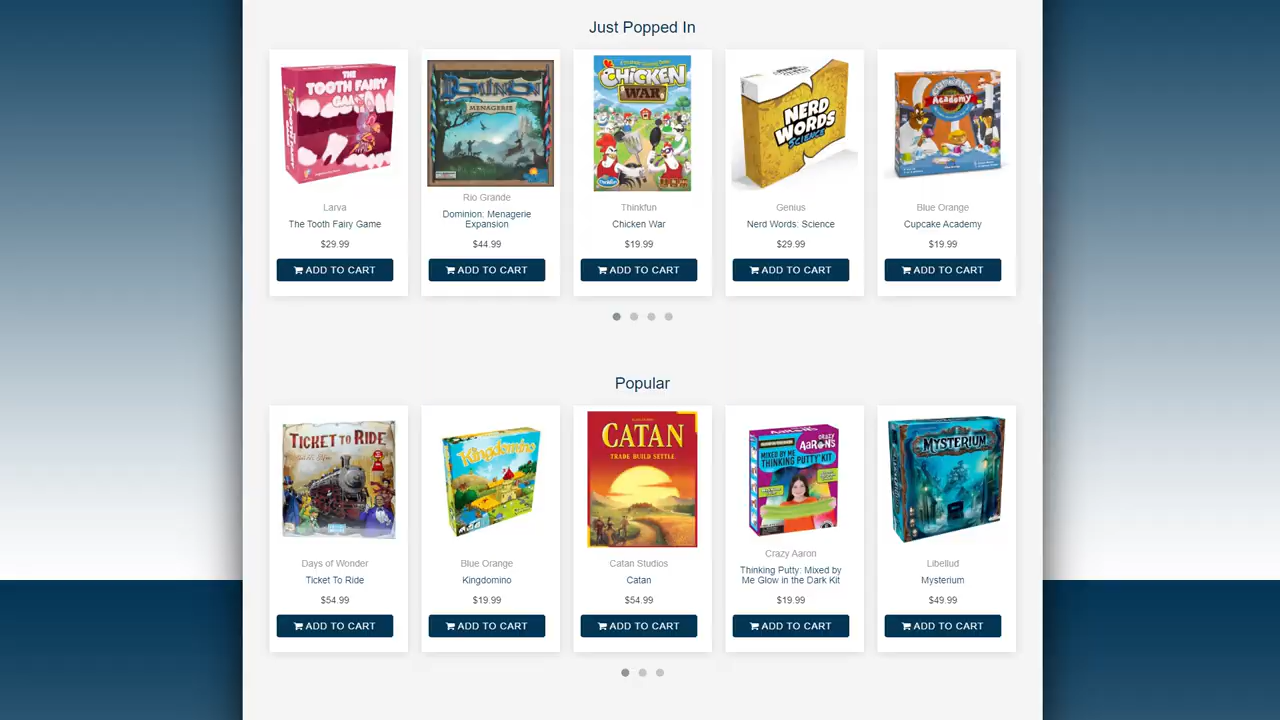 Just Popped In
THE
TOOTH FAIRY
GAME
DOMINION
MENAGERIE
CHICKEN
WAR
NERD
WORDS
SCIENCE
Cupcake
Academy
Larva
The Tooth Fairy Game
$29.99
ADD TO CART
Rio Grande
Dominion: Menagerie
Expansion
$44.99
ADD TO CART
Thinkfun
Chicken War
$19.99
ADD TO CART
Genius
Nerd Words: Science
$29.99
ADD TO CART
Blue Orange
Cupcake Academy
$19.99
ADD TO CART
Popular
TICKET TO RIDE
Kingdomino
CATAN
TRADE BUILD SETTLE
CRAZY
AARON'S
MIXED BY ME
THINKING PUTTY KIT
MYSTERIUM
Days of Wonder
Ticket To Ride
$54.99
ADD TO CART
Blue Orange
Kingdomino
$19.99
ADD TO CART
Catan Studios
Catan
$54.99
ADD TO CART
Crazy Aaron
Thinking Putty: Mixed by
Me Glow in the Dark Kit
$19.99
ADD TO CART
Libellud
Mysterium
$49.99
ADD TO CART